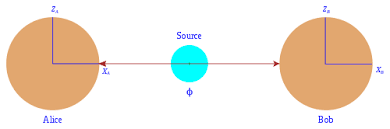 z_A z_B
Source
x_A x_B
ϕ
Alice Bob